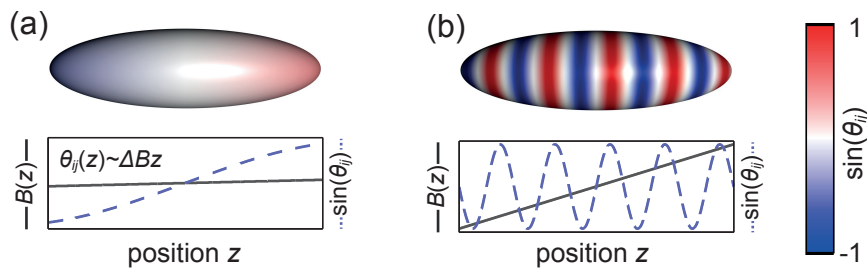 (a)
(b)
1
sin(θij)
-1
θij(z)~ΔBz
B(z)
sin(θij)
position z
B(z)
sin(θij)
position z